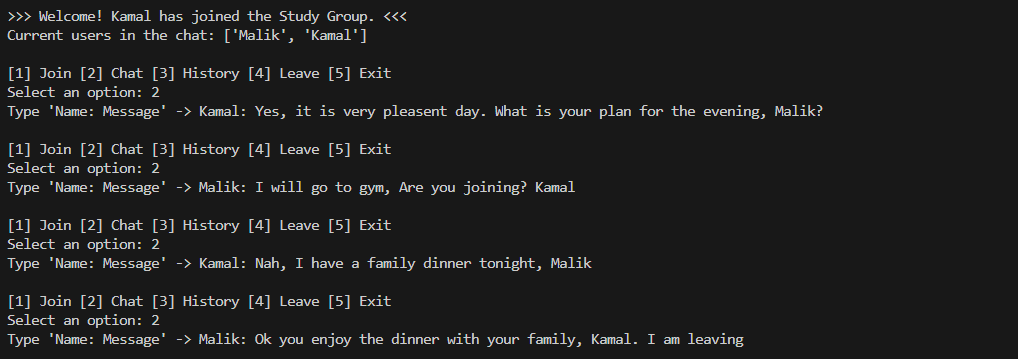 >>> Welcome! Kamal has joined the Study Group. <<<
Current users in the chat: ['Malik', 'Kamal']
[1] Join [2] Chat [3] History [4] Leave [5] Exit
Select an option: 2
Type 'Name: Message' -> Kamal: Yes, it is very pleasent day. What is your plan for the evening, Malik?
[1] Join [2] Chat [3] History [4] Leave [5] Exit
Select an option: 2
Type 'Name: Message' -> Malik: I will go to gym, Are you joining? Kamal
[1] Join [2] Chat [3] History [4] Leave [5] Exit
Select an option: 2
Type 'Name: Message' -> Kamal: Nah, I have a family dinner tonight, Malik
[1] Join [2] Chat [3] History [4] Leave [5] Exit
Select an option: 2
Type 'Name: Message' -> Malik: Ok you enjoy the dinner with your family, Kamal. I am leaving